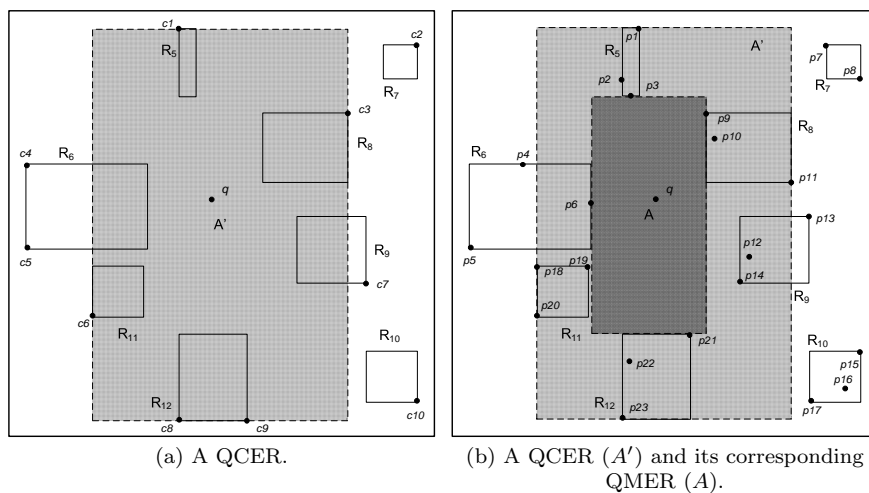 c1
R5
c2
R7
c3
R8
c4
R6
q
A'
c5
R9
c7
c6
R11
R10
c10
R12
c8
c9
(a) A QCER.
p1
A'
R5
p2
p3
p7
p8
R7
p9
R8
p10
R6
p4
p11
q
p6
A
p13
p5
p12
p14
R9
p18
p19
p20
R11
p21
R10
p15
p22
p16
p17
R12
p23
(b) A QCER (A′) and its corresponding
QMER (A).